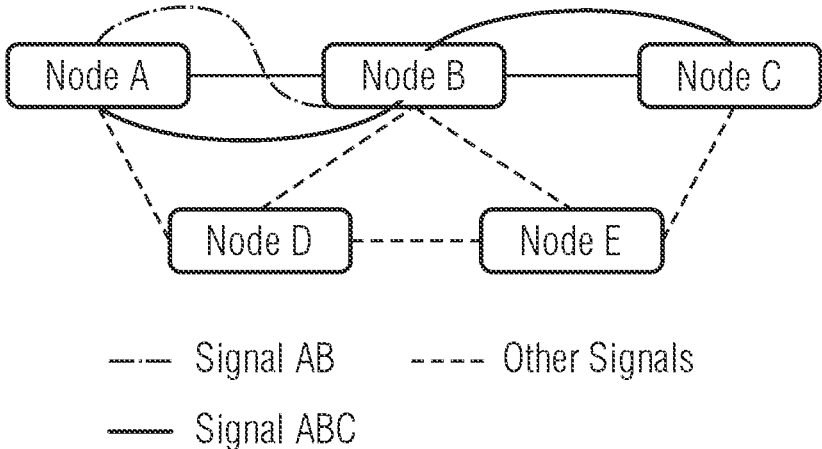 Node A
Node B
Node C
Node D
Node E
Signal AB
Other Signals
Signal ABC